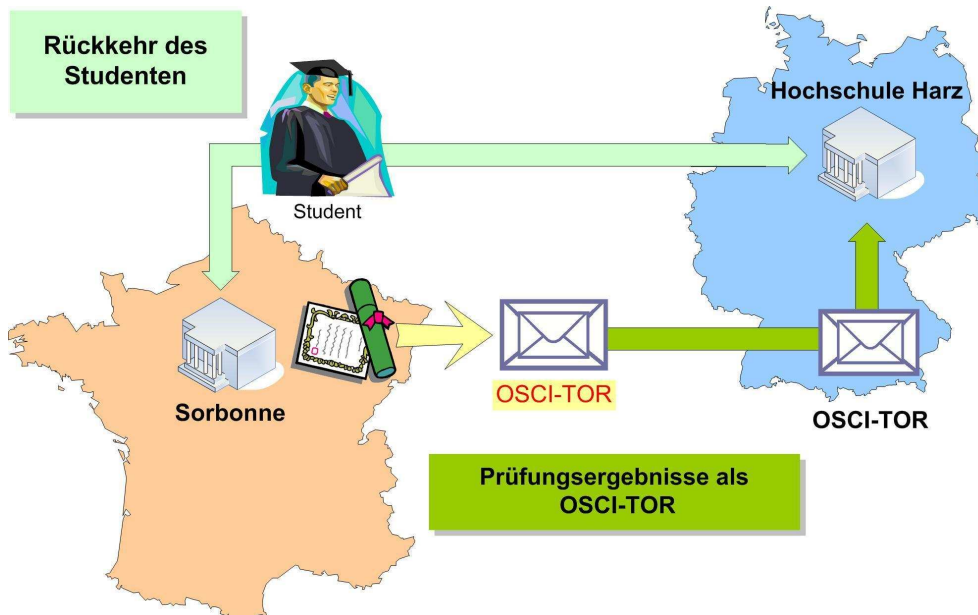 Rückkehr des
Studenten
Hochschule Harz
Student
Sorbonne
OSCI-TOR
OSCI-TOR
Prüfungsergebnisse als
OSCI-TOR